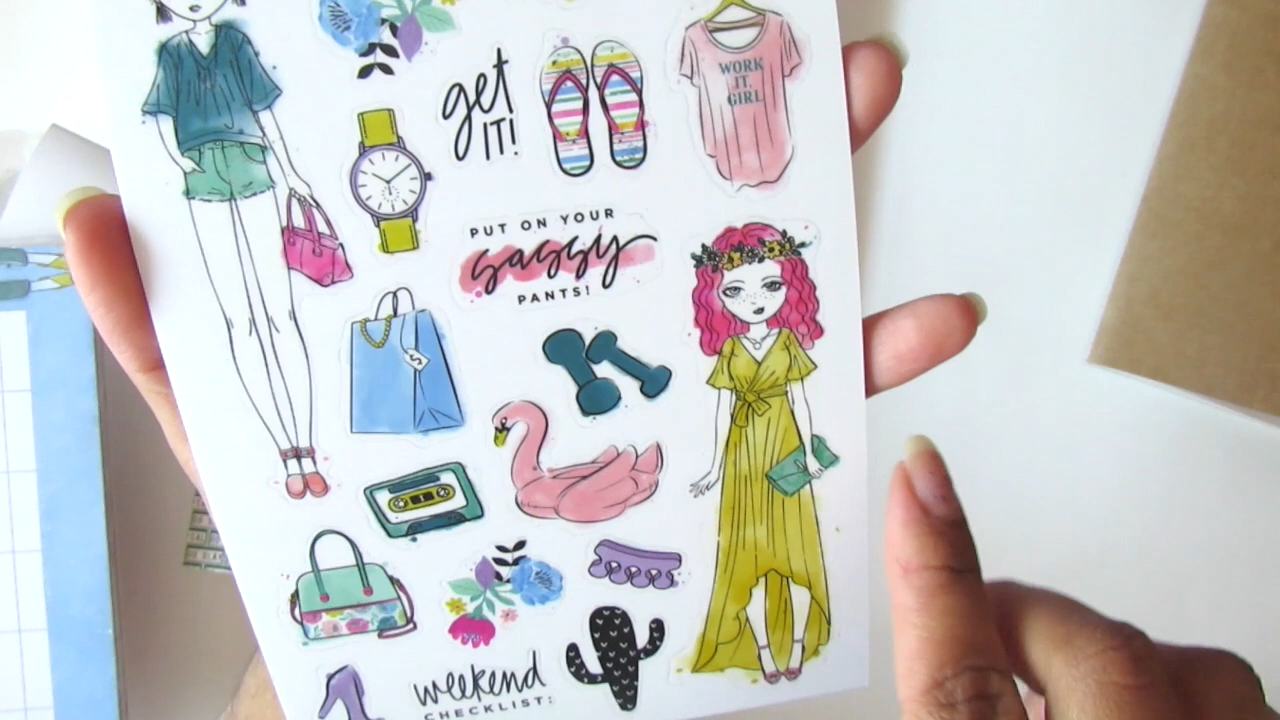 get
IT!
WORK
IT,
GIRL
PUT ON YOUR
sassy
PANTS!
$
weekend
CHECKLIST: